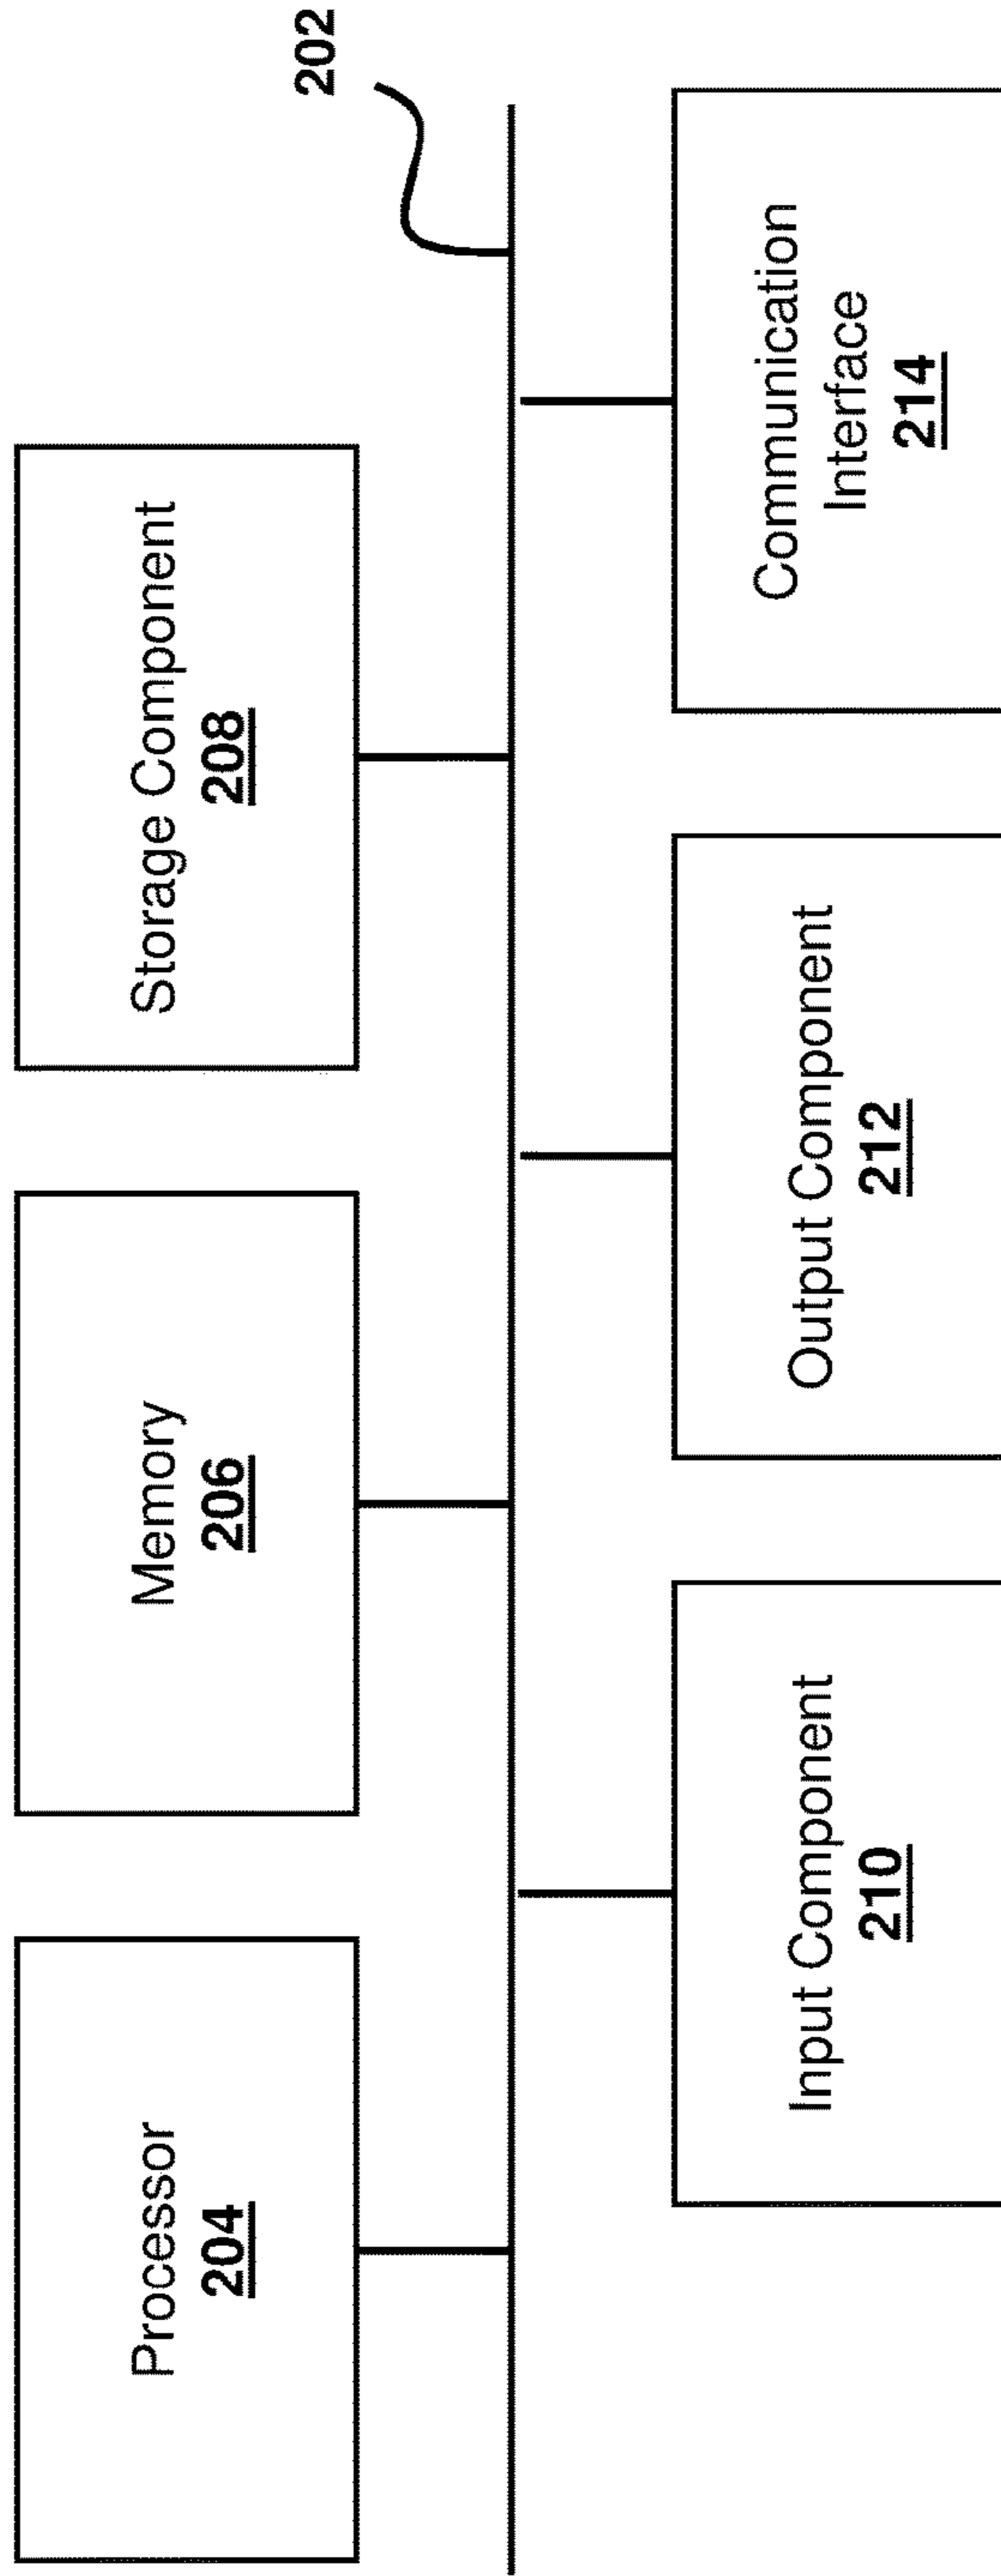 202
Processor
204
Memory
206
Storage Component
208
Input Component
210
Output Component
212
Communication
Interface
214